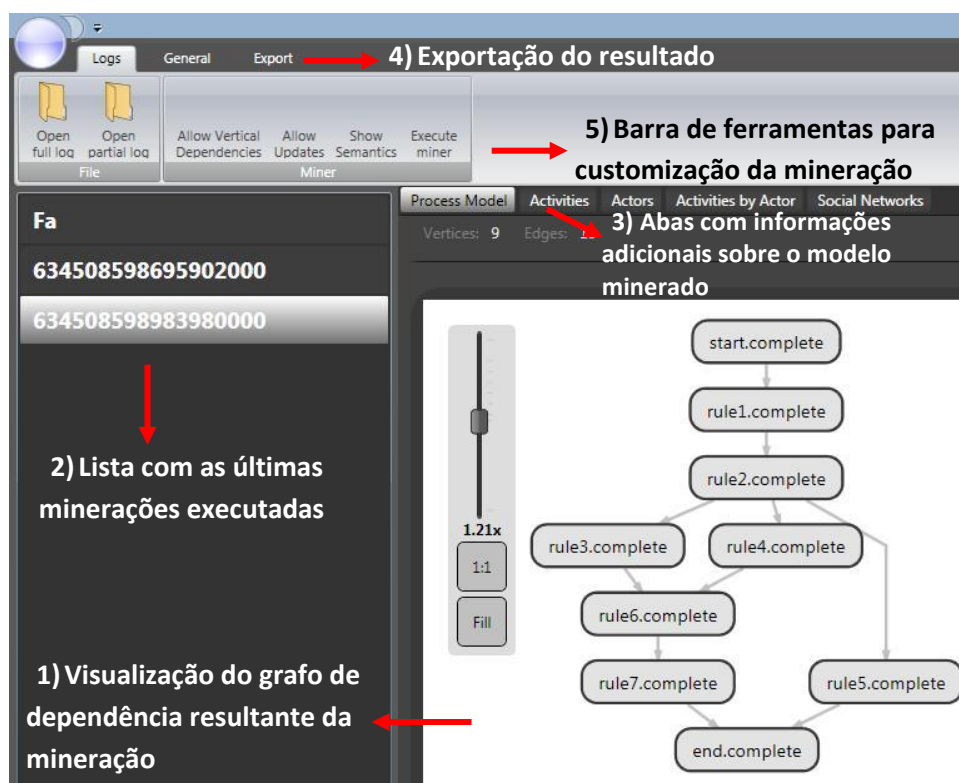 Logs General Export 4) Exportação do resultado
Open full log
Open partial log
Allow Vertical Dependencies
Allow Updates
Show Semantics
Execute miner
File Miner
5) Barra de ferramentas para
customização da mineração
Process Model Activities Actors Activities by Actor Social Networks
Vertices: 9 Edges:
3) Abas com informações
adicionais sobre o modelo
minerado
Fa
634508598695902000
634508598983980000
2) Lista com as últimas
minerações executadas
1) Visualização do grafo de
dependência resultante da
mineração
1.21x
1:1
Fill
start.complete
rule1.complete
rule2.complete
rule3.complete rule4.complete
rule6.complete
rule7.complete rule5.complete
end.complete